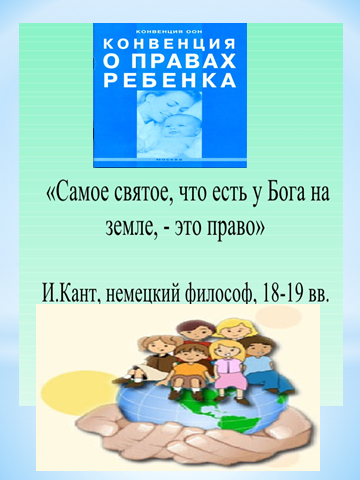 КОНВЕНЦИЯ ООН
КОНВЕНЦИЯ
О ПРАВАХ
РЕБЕНКА
МОСКВА
«Самое святое, что есть у Бога на
земле, - это право»
И.Кант, немецкий философ, 18-19 вв.